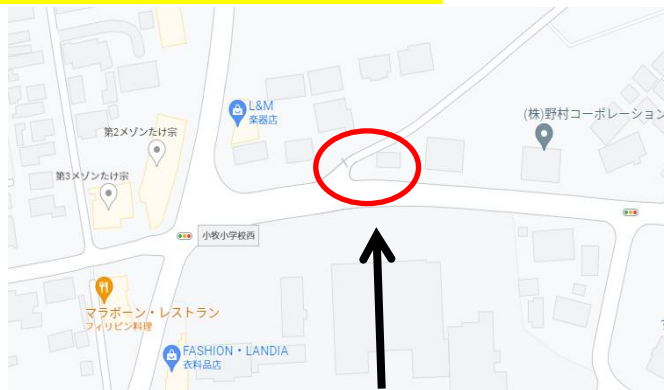 L&M
楽器店
(株)野村コーポレーション
第2メゾンたけ宗
第3メゾンたけ宗
小牧小学校西
マラボーン・レストラン
フィリピン料理
FASHION・LANDIA
衣料品店